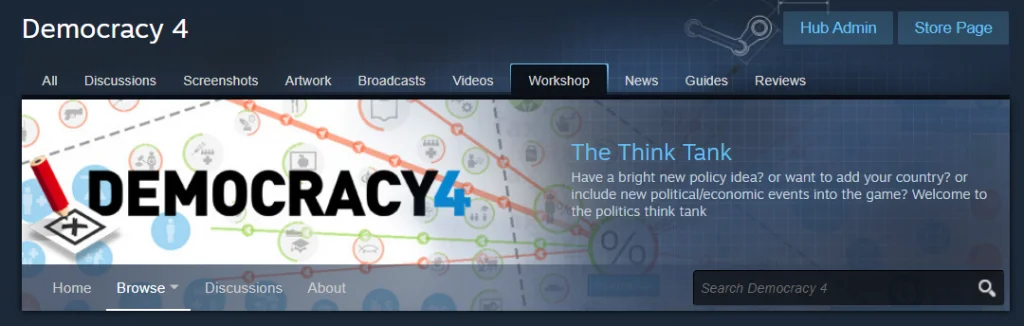 Democracy 4
Hub Admin
Store Page
All
Discussions
Screenshots
Artwork
Broadcasts
Videos
Workshop
News
Guides
Reviews
DEMOCRACY4
The Think Tank
Have a bright new policy idea? or want to add your country? or
include new political/economic events into the game? Welcome to
the politics think tank
%
Home
Browse
Discussions
About
Search Democracy 4